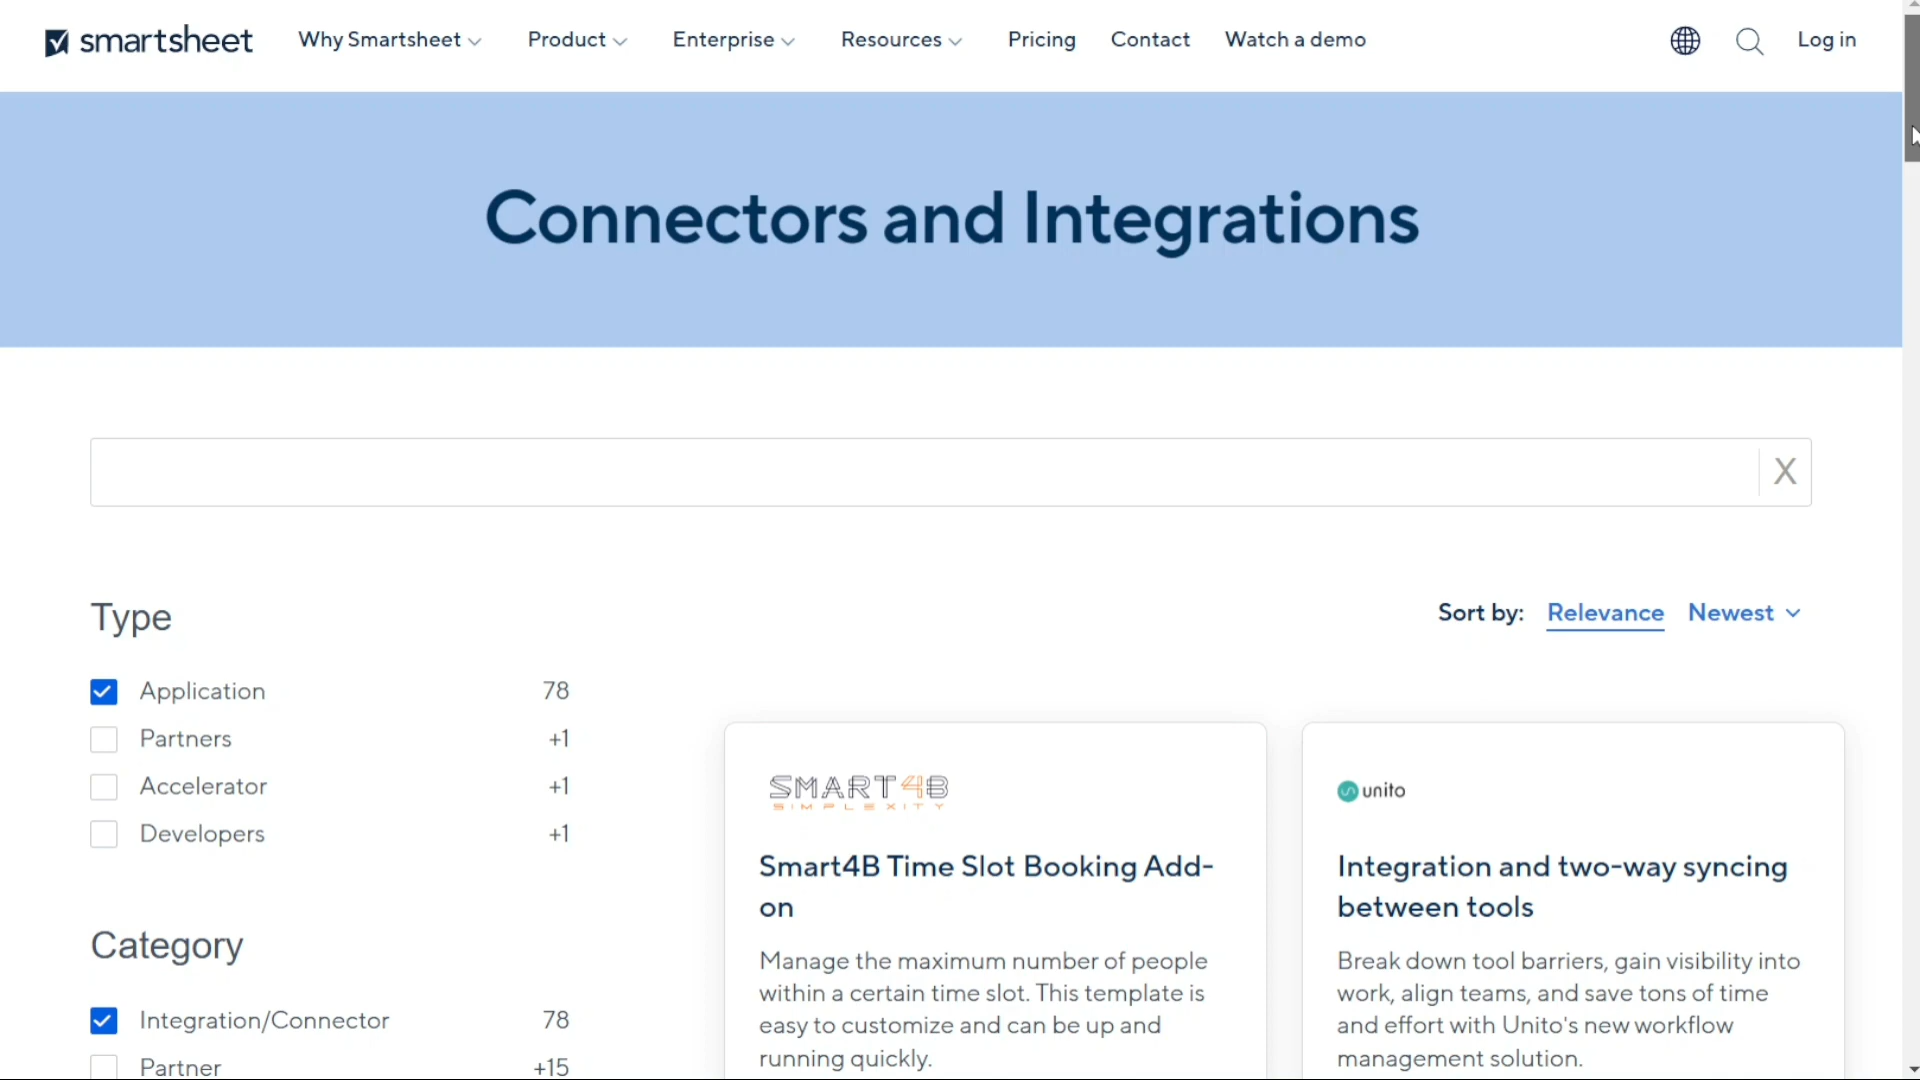 smartsheet Why Smartsheet Product Enterprise Resources Pricing Contact Watch a demo Log in
Connectors and Integrations
X
Type
Sort by: Relevance Newest
Application 78
Partners +1
Accelerator +1
Developers +1
Category
Integration/Connector 78
Partner +15
SMART4B
SIMPLEXITY
Smart4B Time Slot Booking Add-
on
Manage the maximum number of people
within a certain time slot. This template is
easy to customize and can be up and
running quickly.
unito
Integration and two-way syncing
between tools
Break down tool barriers, gain visibility into
work, align teams, and save tons of time
and effort with Unito's new workflow
management solution.